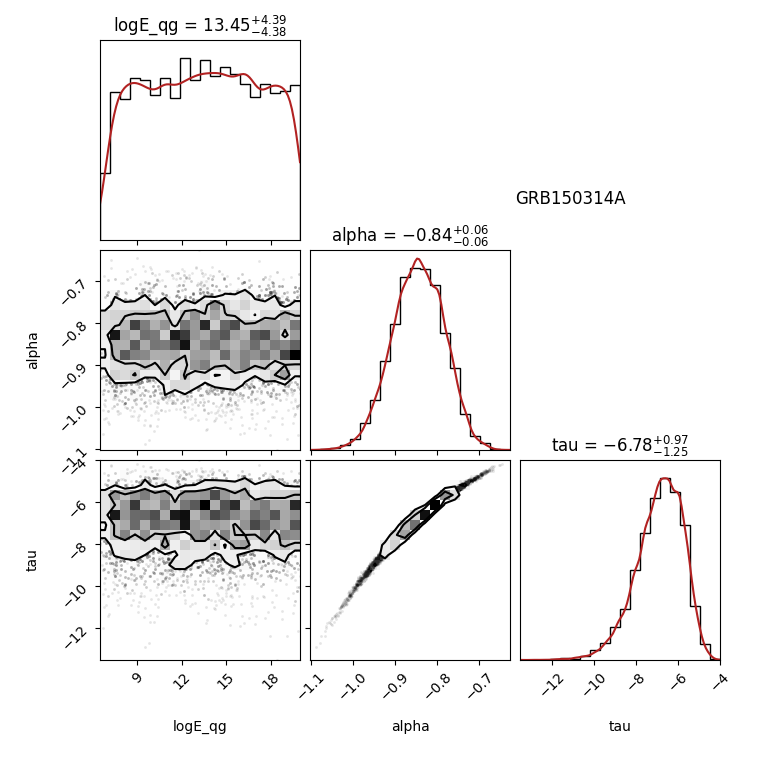 logE_qg = 13.45 +4.39 −4.38
GRB150314A
alpha = −0.84 +0.06 −0.06
−0.7
−0.8
−0.9
−1.0
−1.1
alpha
tau = −6.78 +0.97 −1.25
−4
−6
−8
−10
−12
tau
9 12 15 18
−1.1 −1.0 −0.9 −0.8 −0.7
−12 −10 −8 −6 −4
logE_qg alpha tau